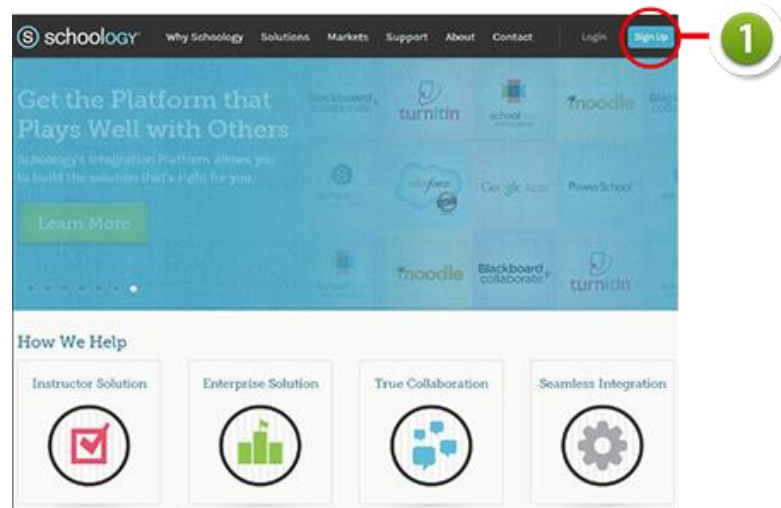 S schoology
Why Schoology Solutions Markets Support About Contact Login Sign Up
1
Get the Platform that
Plays Well with Others
Schoology's Integration Platform allows you
to build the solution that's right for you.
Learn More
Blackboard
collaborate
turnitin
school
moodle
S
salesforce
Google Apps
PowerSchool
moodle
Blackboard
collaborate
turnitin
How We Help
Instructor Solution
Enterprise Solution
True Collaboration
Seamless Integration